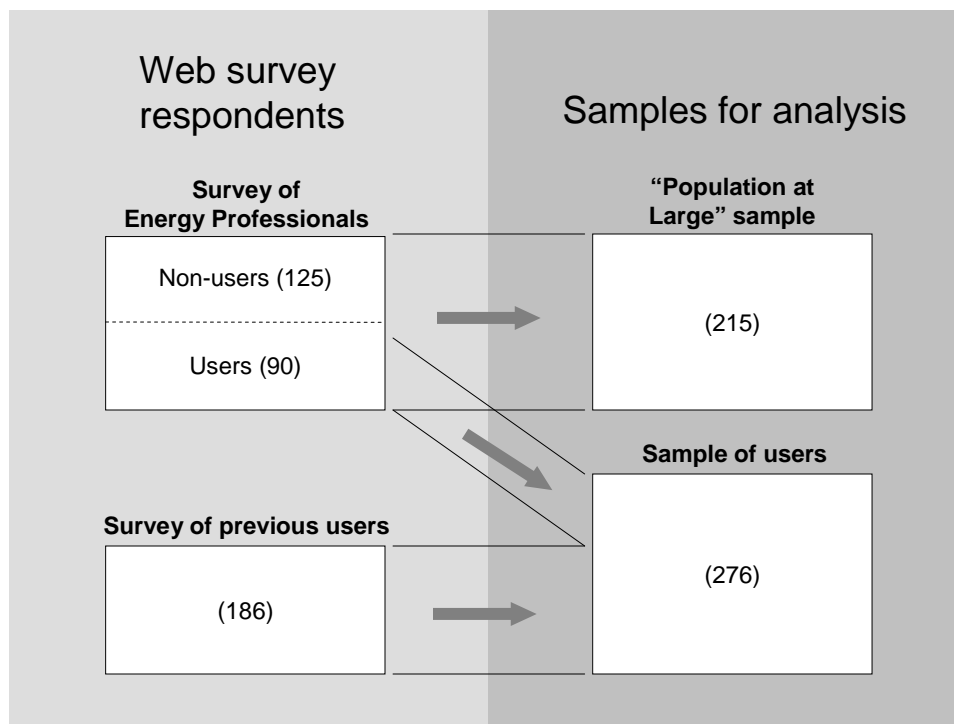 Web survey
respondents
Samples for analysis
Survey of
Energy Professionals
Non-users (125)
Users (90)
“Population at
Large” sample
(215)
Sample of users
(276)
Survey of previous users
(186)